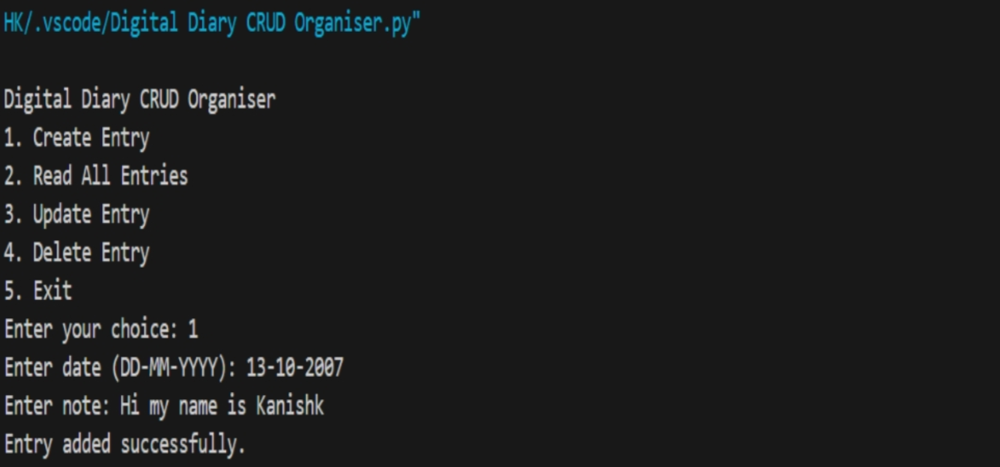 HK/.vscode/Digital Diary CRUD Organiser.py"
Digital Diary CRUD Organiser
1. Create Entry
2. Read All Entries
3. Update Entry
4. Delete Entry
5. Exit
Enter your choice: 1
Enter date (DD-MM-YYYY): 13-10-2007
Enter note: Hi my name is Kanishk
Entry added successfully.